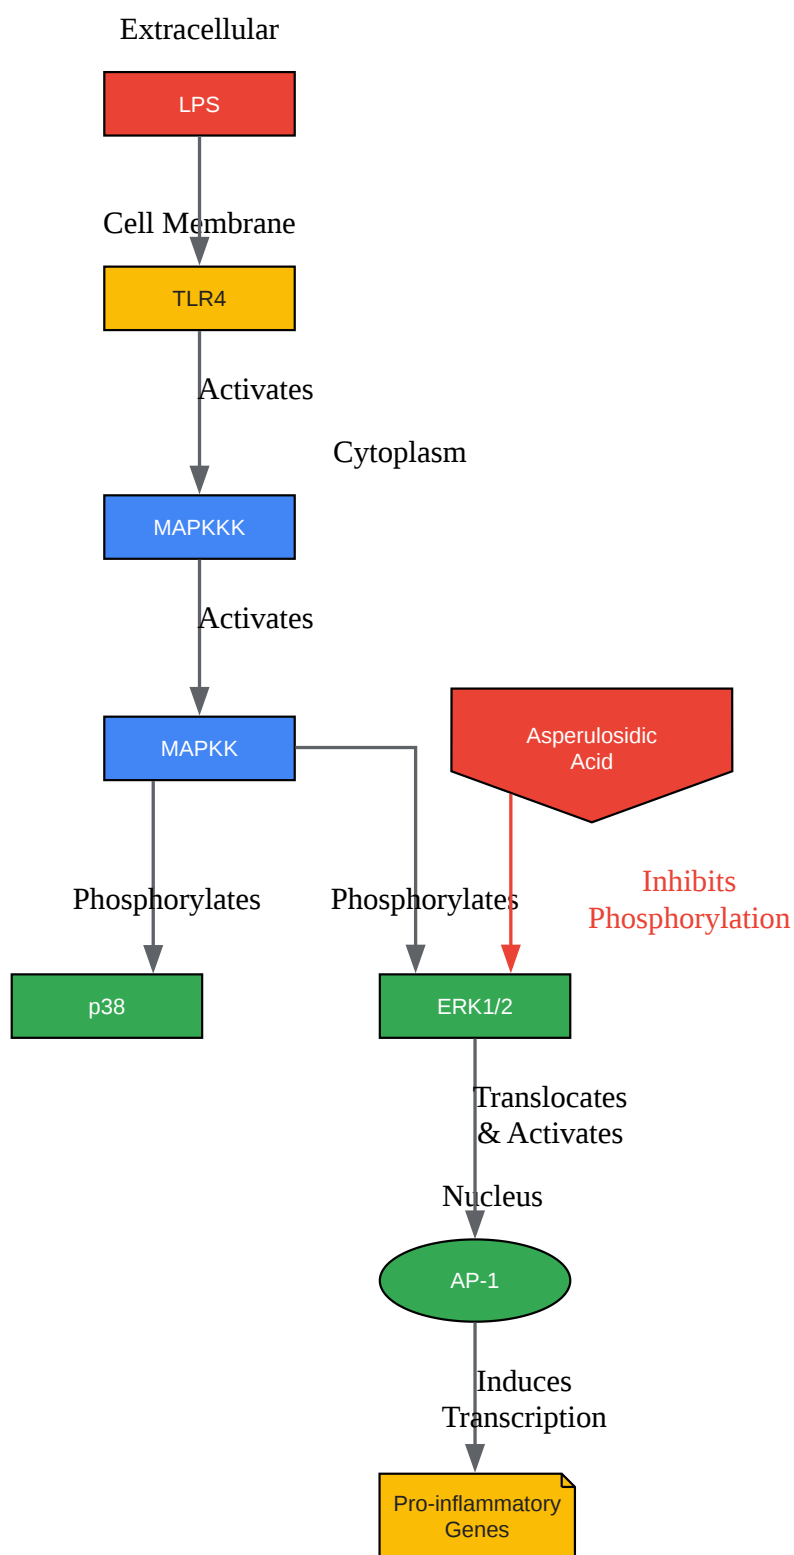 Extracellular
LPS
Cell Membrane
TLR4
Activates
Cytoplasm
MAPKKK
Activates
MAPKK
Asperulosidic
Acid
Phosphorylates
Phosphorylates
Inhibits
Phosphorylation
p38
ERK1/2
Translocates
& Activates
Nucleus
AP-1
Induces
Transcription
Pro-inflammatory
Genes